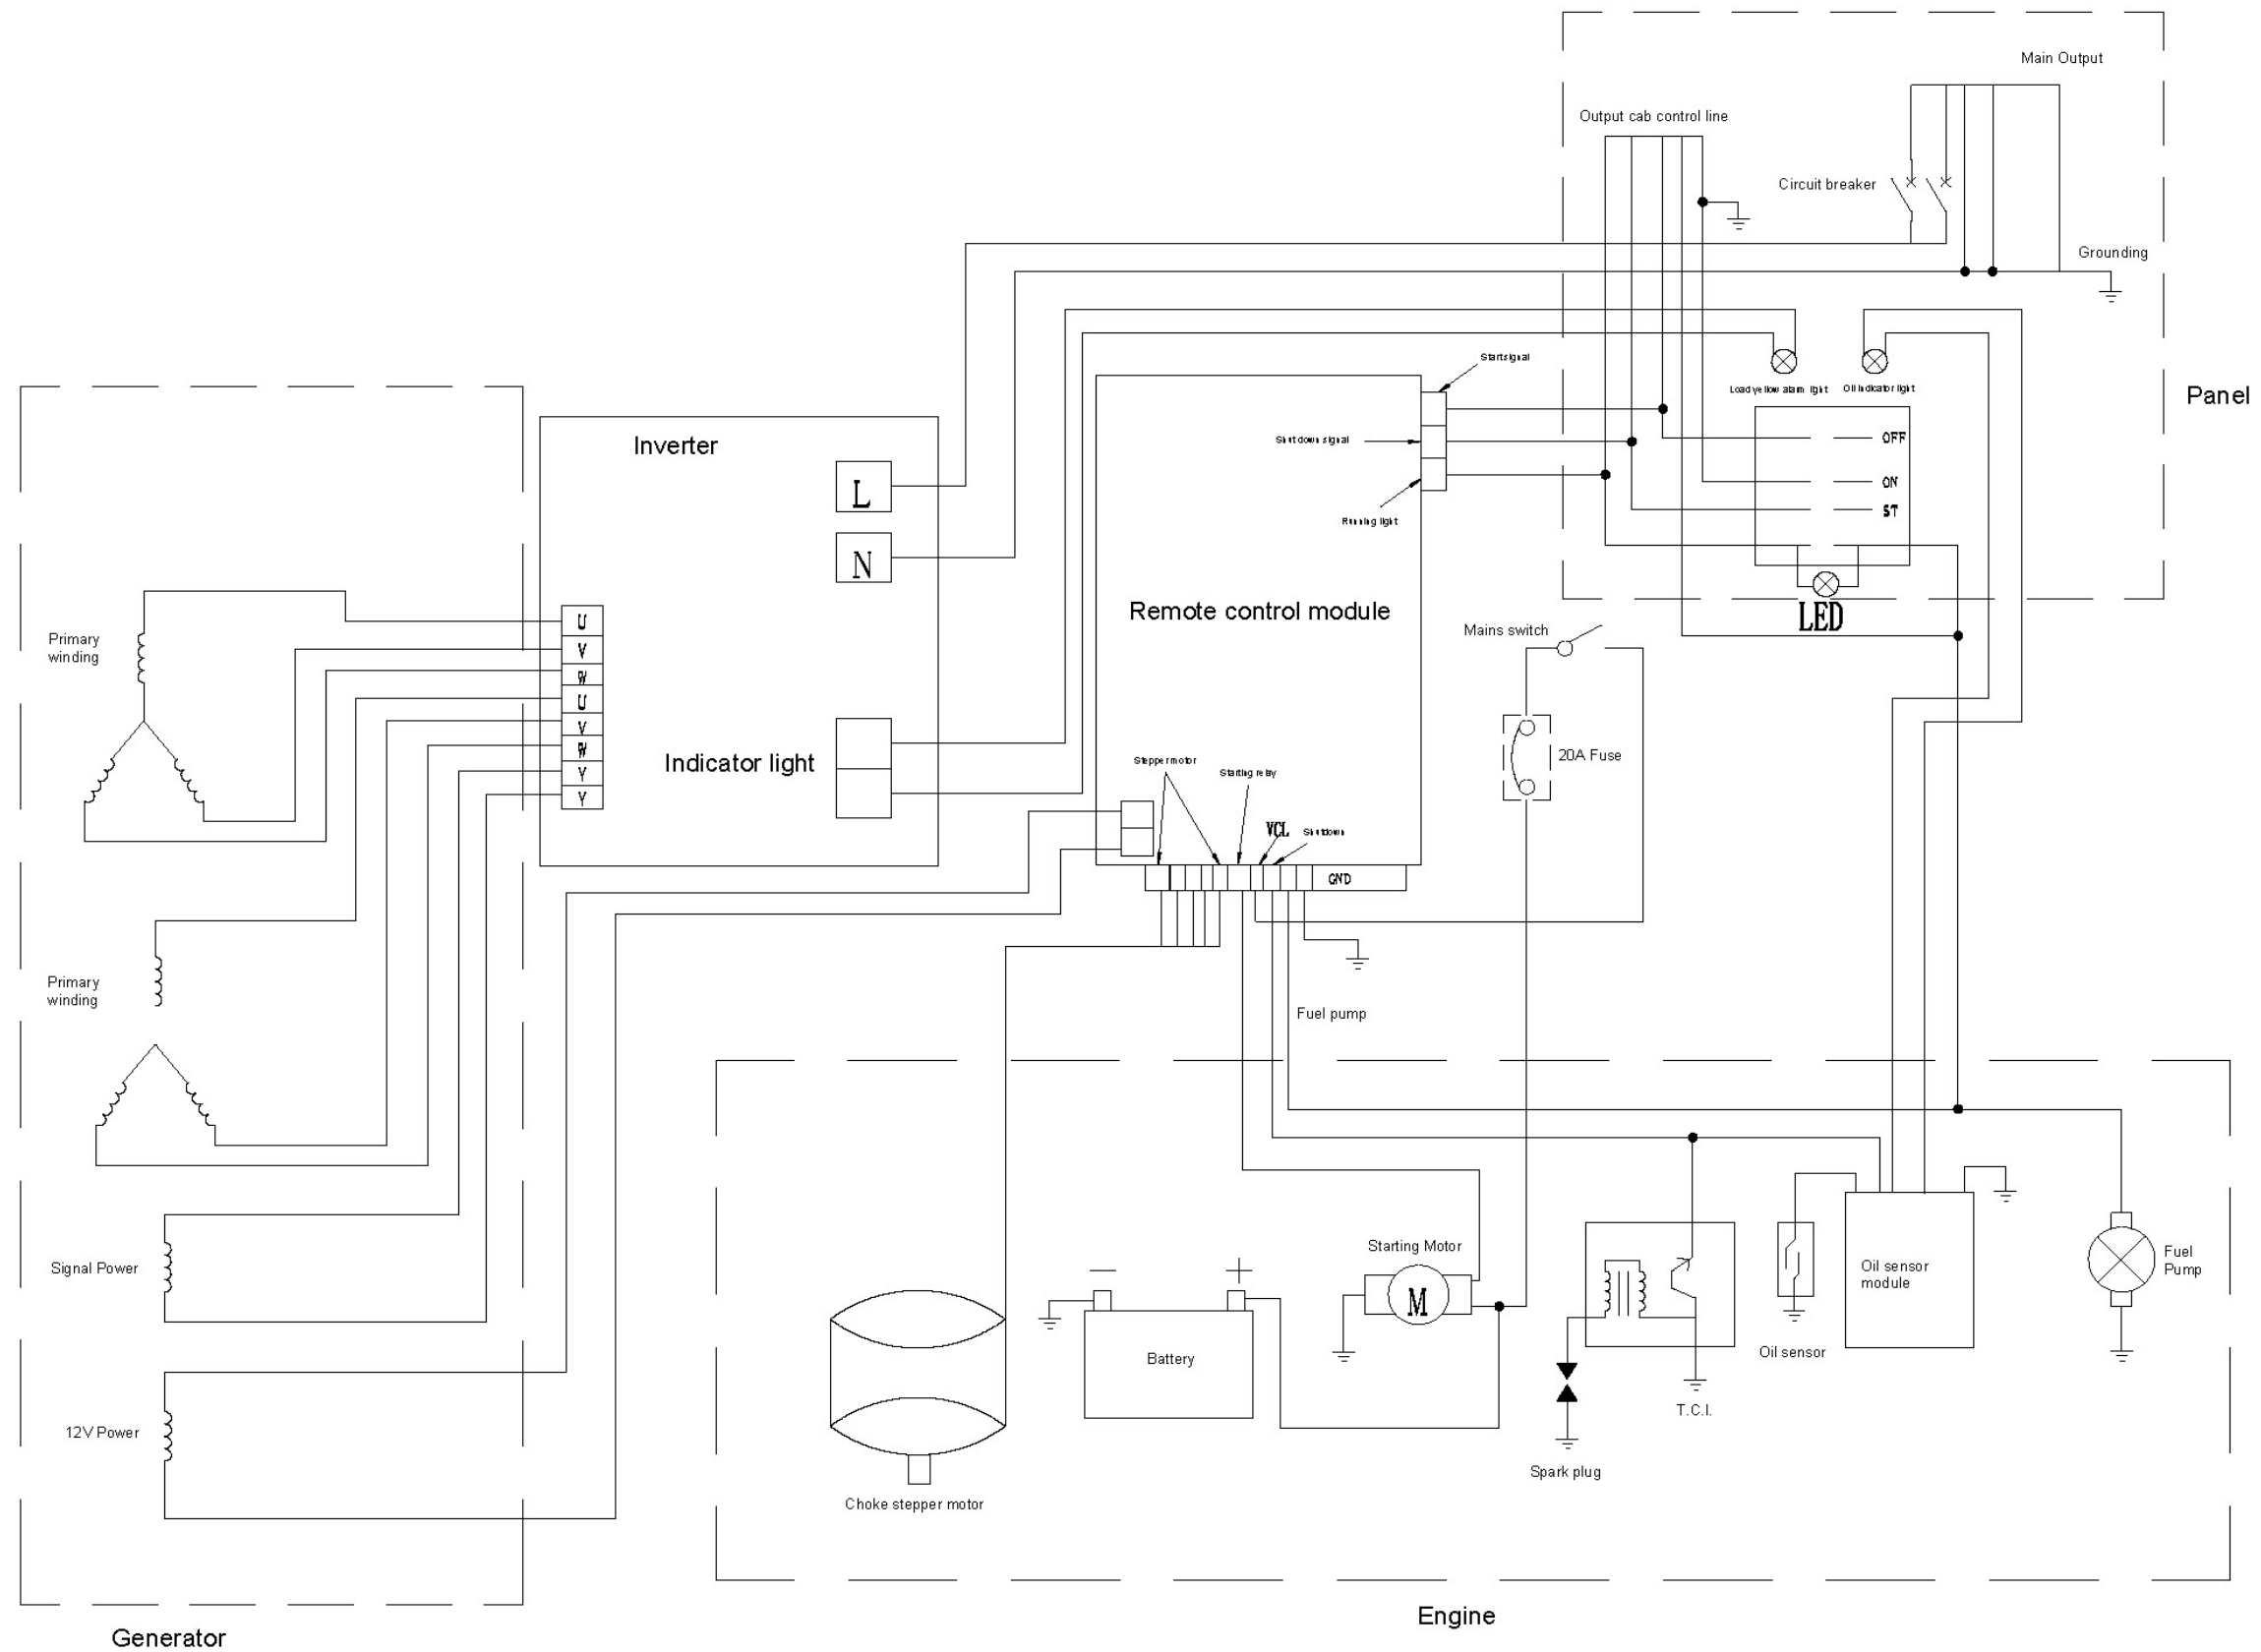 Main Output
Output cab control line
Circuit breaker
Grounding
Start signal
Load yellow alarm light
Oil indicator light
Panel
Inverter
L
N
Shut down signal
OFF
ON
ST
Running light
Remote control module
LED
Primary
winding
U
V
W
U
V
W
Y
Y
Mains switch
Indicator light
20A Fuse
Stepper motor
Starting relay
VCL
Shutdown
GND
Primary
winding
Fuel pump
Signal Power
Starting Motor
M
Battery
Oil sensor
module
Fuel
Pump
Oil sensor
T.C.I.
12V Power
Spark plug
Choke stepper motor
Engine
Generator